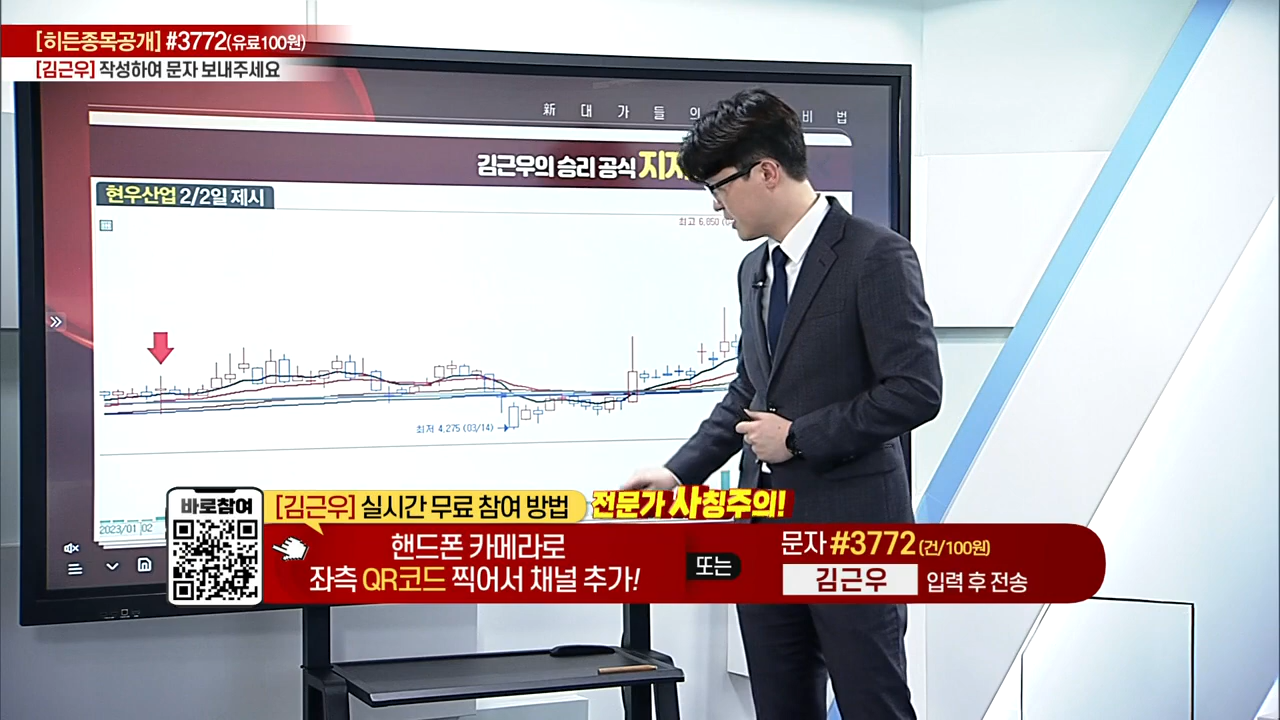 [히든종목공개] #3772(유료100원)
[김근우] 작성하여 문자 보내주세요
新 대 가 들 의 비 법
김근우의 승리 공식
현우산업 2/2일 제시
최고 6,850
최저 4,275 (03/14)
2023/01 02
바로참여
[김근우] 실시간 무료 참여 방법
전문가 사칭주의!
핸드폰 카메라로
좌측 QR코드 찍어서 채널 추가!
또는
문자 #3772 (건/100원)
김근우 입력 후 전송